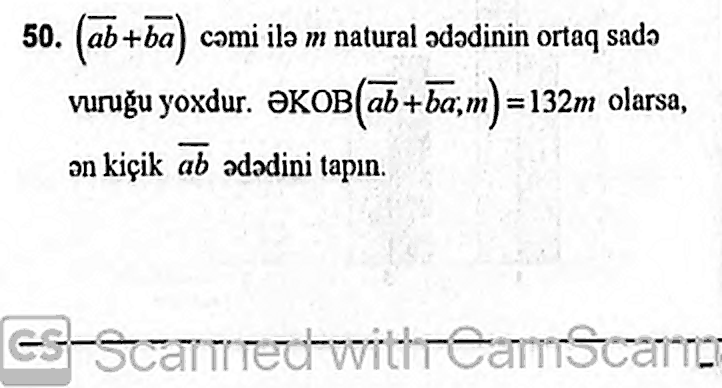 50. (ab̅ + ba̅) cəmi ilə m natural ədədinin ortaq sadə
vuruğu yoxdur. ƏKOB(ab̅ + ba̅; m) = 132m olarsa,
ən kiçik ab̅ ədədini tapın.
CS Scanned with CamScann